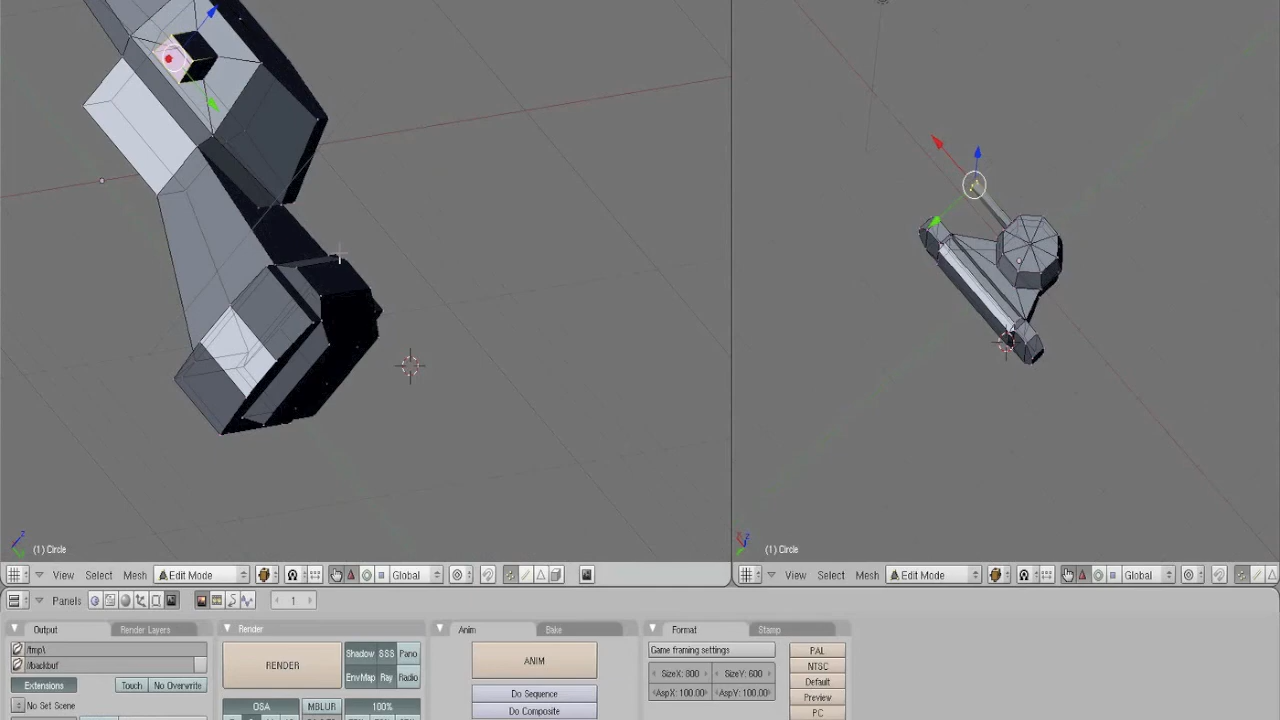 (1) Circle
(1) Circle
View Select Mesh Edit Mode Global
View Select Mesh Edit Mode Global
Panels 1
Output Render Layers Render Anim Bake Format Stamp
/tmp\
//backbuf
Extensions Touch No Overwrite
No Set Scene
RENDER
Shadow SSS Pano
EnvMap Ray Radio
OSA MBLUR 100%
ANIM
Do Sequence
Do Composite
Game framing settings
SizeX: 800 SizeY: 600
AspX: 100.00 AspY: 100.00
PAL
NTSC
Default
Preview
PC